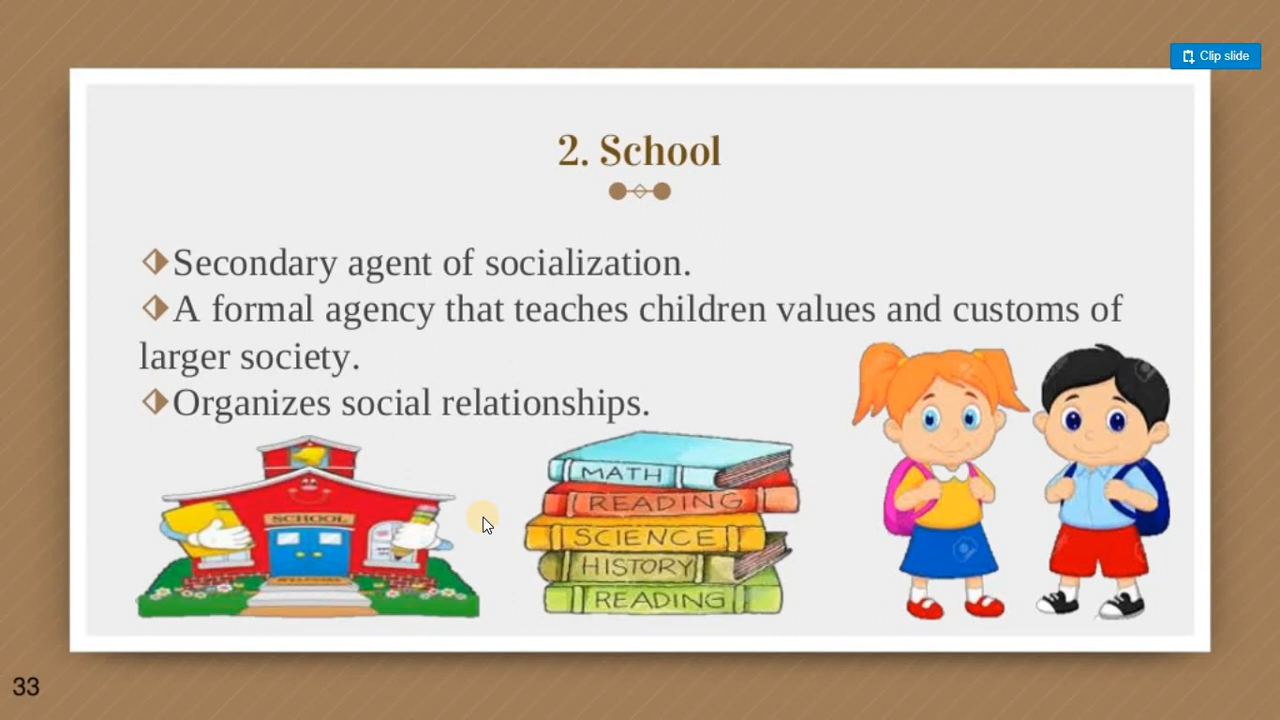 Clip slide
2. School
Secondary agent of socialization.
A formal agency that teaches children values and customs of
larger society.
Organizes social relationships.
SCHOOL
MATH
READING
SCIENCE
HISTORY
READING
33